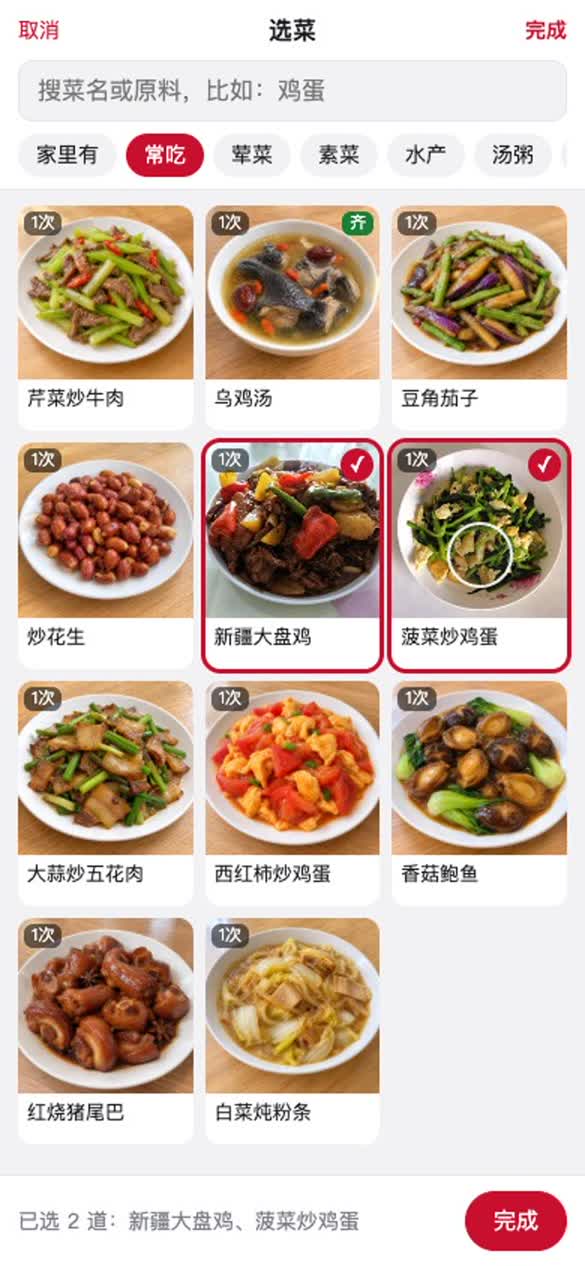 取消 选菜 完成
搜菜名或原料，比如：鸡蛋
家里有 常吃 荤菜 素菜 水产 汤粥
1次 1次 齐 1次
芹菜炒牛肉 乌鸡汤 豆角茄子
1次 1次 1次
炒花生 新疆大盘鸡 菠菜炒鸡蛋
1次 1次 1次
大蒜炒五花肉 西红柿炒鸡蛋 香菇鲍鱼
1次 1次
红烧猪尾巴 白菜炖粉条
已选 2 道：新疆大盘鸡、菠菜炒鸡蛋 完成